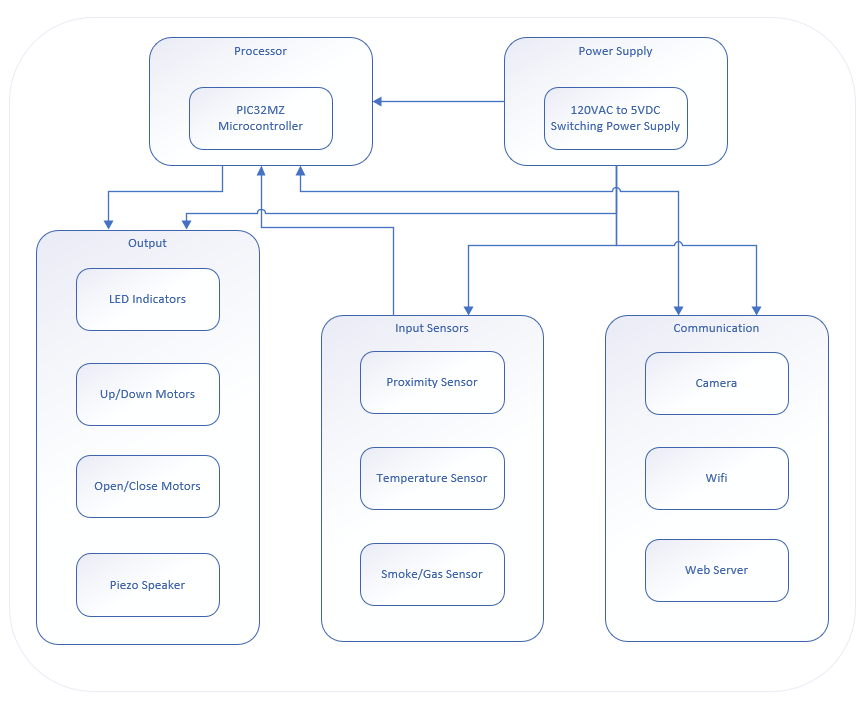 Processor
PIC32MZ
Microcontroller
Power Supply
120VAC to 5VDC
Switching Power Supply
Output
LED Indicators
Up/Down Motors
Open/Close Motors
Piezo Speaker
Input Sensors
Proximity Sensor
Temperature Sensor
Smoke/Gas Sensor
Communication
Camera
Wifi
Web Server